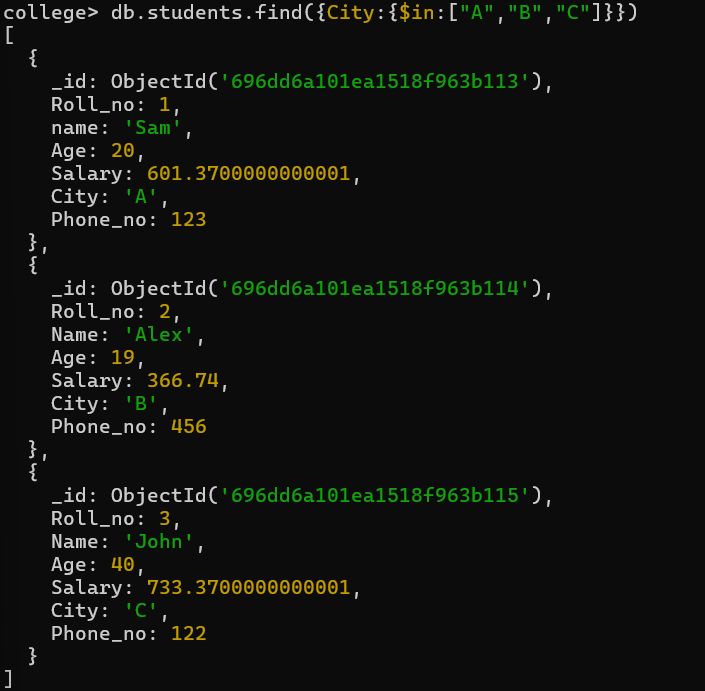 college> db.students.find({City:{$in:["A","B","C"]}})
[
  {
    _id: ObjectId('696dd6a101ea1518f963b113'),
    Roll_no: 1,
    name: 'Sam',
    Age: 20,
    Salary: 601.3700000000001,
    City: 'A',
    Phone_no: 123
  },
  {
    _id: ObjectId('696dd6a101ea1518f963b114'),
    Roll_no: 2,
    Name: 'Alex',
    Age: 19,
    Salary: 366.74,
    City: 'B',
    Phone_no: 456
  },
  {
    _id: ObjectId('696dd6a101ea1518f963b115'),
    Roll_no: 3,
    Name: 'John',
    Age: 40,
    Salary: 733.3700000000001,
    City: 'C',
    Phone_no: 122
  }
]